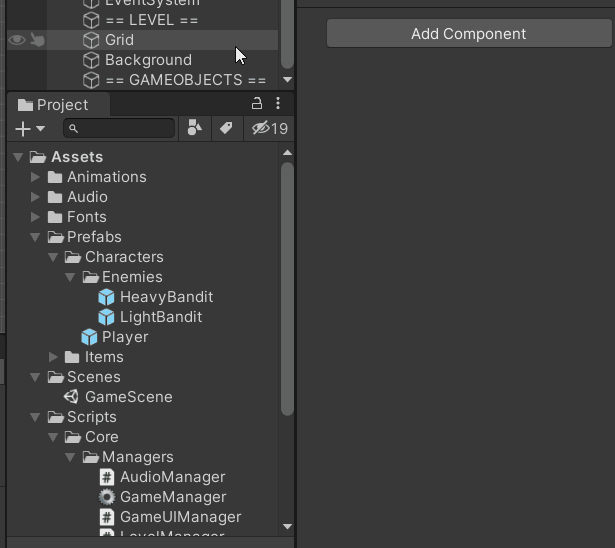 EventSystem
== LEVEL ==
Grid
Background
== GAMEOBJECTS ==
Add Component
Project
19
Assets
Animations
Audio
Fonts
Prefabs
Characters
Enemies
HeavyBandit
LightBandit
Player
Items
Scenes
GameScene
Scripts
Core
Managers
AudioManager
GameManager
GameUIManager
LevelManager